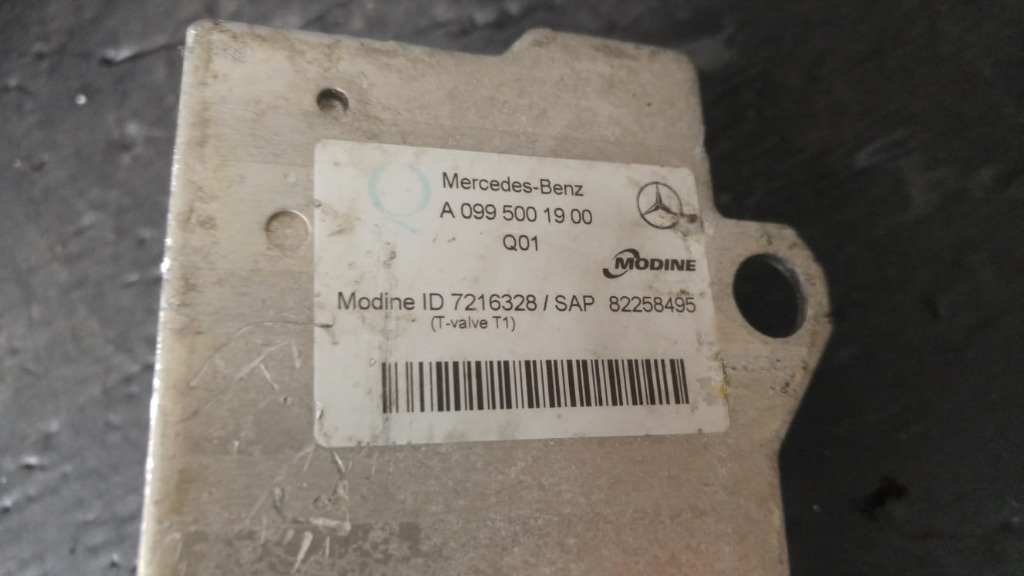 Mercedes-Benz
A 099 500 19 00
Q01
MODINE
Modine ID 7216328 / SAP 82258495
(T-valve T1)